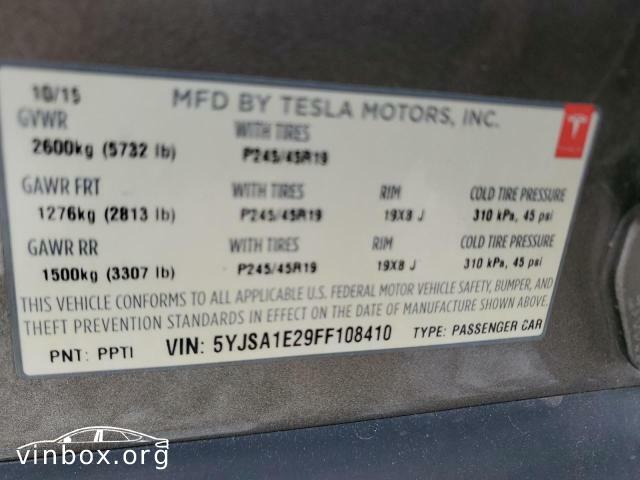 10/15 MFD BY TESLA MOTORS, INC.
GVWR WITH TIRES
2600kg (5732 lb) P245/45R19
GAWR FRT WITH TIRES RIM COLD TIRE PRESSURE
1276kg (2813 lb) P245/45R19 19X8 J 310 kPa, 45 psi
GAWR RR WITH TIRES RIM COLD TIRE PRESSURE
1500kg (3307 lb) P245/45R19 19X8 J 310 kPa, 45 psi
THIS VEHICLE CONFORMS TO ALL APPLICABLE U.S. FEDERAL MOTOR VEHICLE SAFETY, BUMPER, AND
THEFT PREVENTION STANDARDS IN EFFECT ON THE DATE OF MANUFACTURE SHOWN ABOVE.
PNT: PPTI VIN: 5YJSA1E29FF108410 TYPE: PASSENGER CAR
vinbox.org